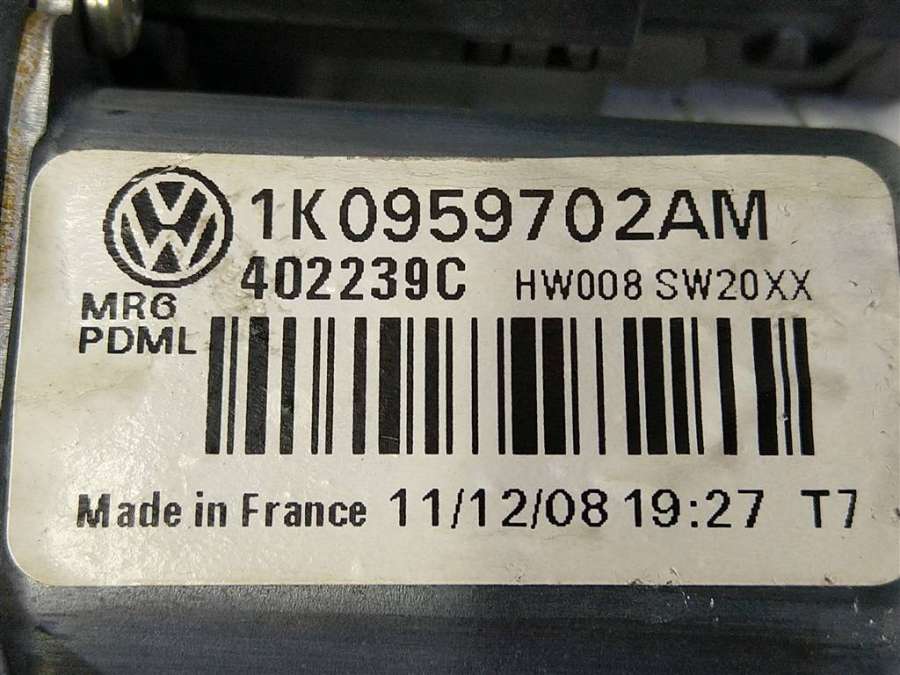 1K0959702AM
402239C HW008 SW20XX
MR6
PDML
Made in France 11/12/08 19:27 T7